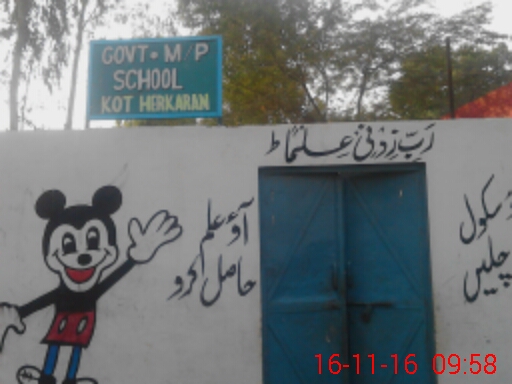 GOVT. M/P
SCHOOL
KOT HERKARAN
رَبِّ زِدْنِیْ عِلْمًا ط
آؤ علم
حاصل کرو
سکول
چلیں
16-11-16 09:58